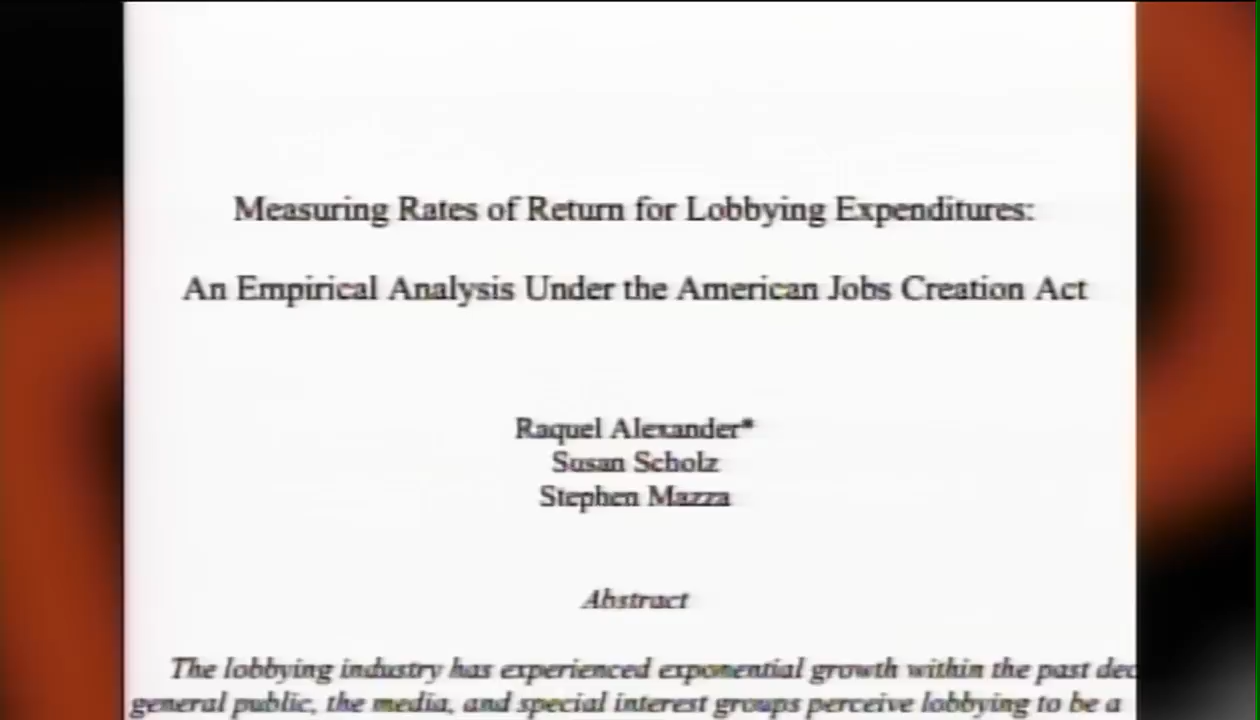 Measuring Rates of Return for Lobbying Expenditures:
An Empirical Analysis Under the American Jobs Creation Act
Raquel Alexander*
Susan Scholz
Stephen Mazza
Abstract
The lobbying industry has experienced exponential growth within the past
general public, the media, and special interest groups perceive lobbying to be a